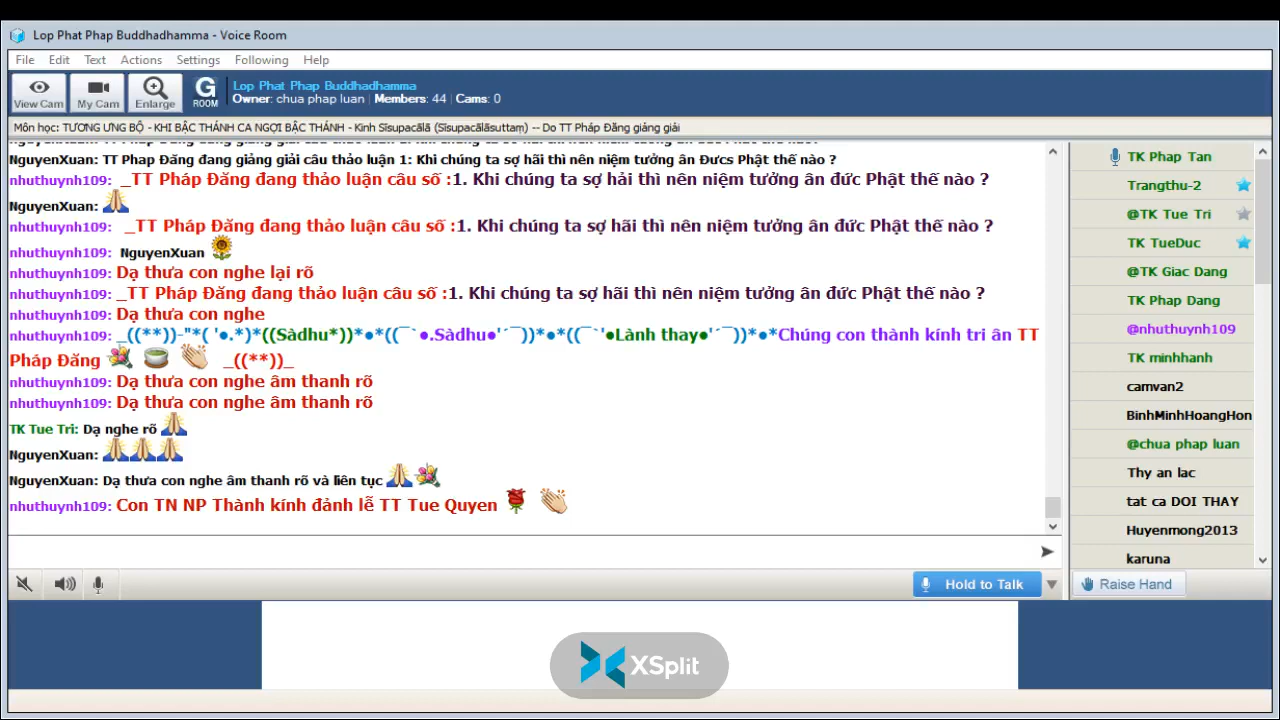 Lop Phat Phap Buddhadhamma - Voice Room
File Edit Text Actions Settings Following Help
View Cam My Cam Enlarge G ROOM
Lop Phat Phap Buddhadhamma
Owner: chua phap luan | Members: 44 | Cams: 0
Môn học: TƯƠNG ƯNG BỘ - KHI BẬC THÁNH CA NGỢI BẬC THÁNH - Kinh Sīsupacālā (Sīsupacālāsuttaṃ) -- Do TT Pháp Đăng giảng giải
NguyenXuan: TT Phap Đăng đang giảng giải câu thảo luận 1: Khi chúng ta sợ hãi thì nên niệm tưởng ân Đưcs Phật thế nào ?
nhuthuynh109: _TT Pháp Đăng đang thảo luận câu số :1. Khi chúng ta sợ hải thì nên niệm tưởng ân đức Phật thế nào ?
NguyenXuan: 🙏
nhuthuynh109: _TT Pháp Đăng đang thảo luận câu số :1. Khi chúng ta sợ hãi thì nên niệm tưởng ân đức Phật thế nào ?
nhuthuynh109: NguyenXuan 🌻
nhuthuynh109: Dạ thưa con nghe lại rõ
nhuthuynh109: _TT Pháp Đăng đang thảo luận câu số :1. Khi chúng ta sợ hãi thì nên niệm tưởng ân đức Phật thế nào ?
nhuthuynh109: Dạ thưa con nghe
nhuthuynh109: _((**))-"*( '●.*)*((Sàdhu*))*●*((¯`●.Sàdhu●'´¯))*●*((¯`'●Lành thay●'´¯))*●*Chúng con thành kính tri ân TT
Pháp Đăng 💐 🍵 👏 _((**))_
nhuthuynh109: Dạ thưa con nghe âm thanh rõ
nhuthuynh109: Dạ thưa con nghe âm thanh rõ
TK Tue Tri: Dạ nghe rõ 🙏
NguyenXuan: 🙏🙏🙏
NguyenXuan: Dạ thưa con nghe âm thanh rõ và liên tục 🙏💐
nhuthuynh109: Con TN NP Thành kính đảnh lễ TT Tue Quyen 🌹 👏
Hold to Talk
TK Phap Tan
Trangthu-2
@TK Tue Tri
TK TueDuc
@TK Giac Dang
TK Phap Dang
@nhuthuynh109
TK minhhanh
camvan2
BinhMinhHoangHon
@chua phap luan
Thy an lac
tat ca DOI THAY
Huyenmong2013
karuna
Raise Hand
XSplit